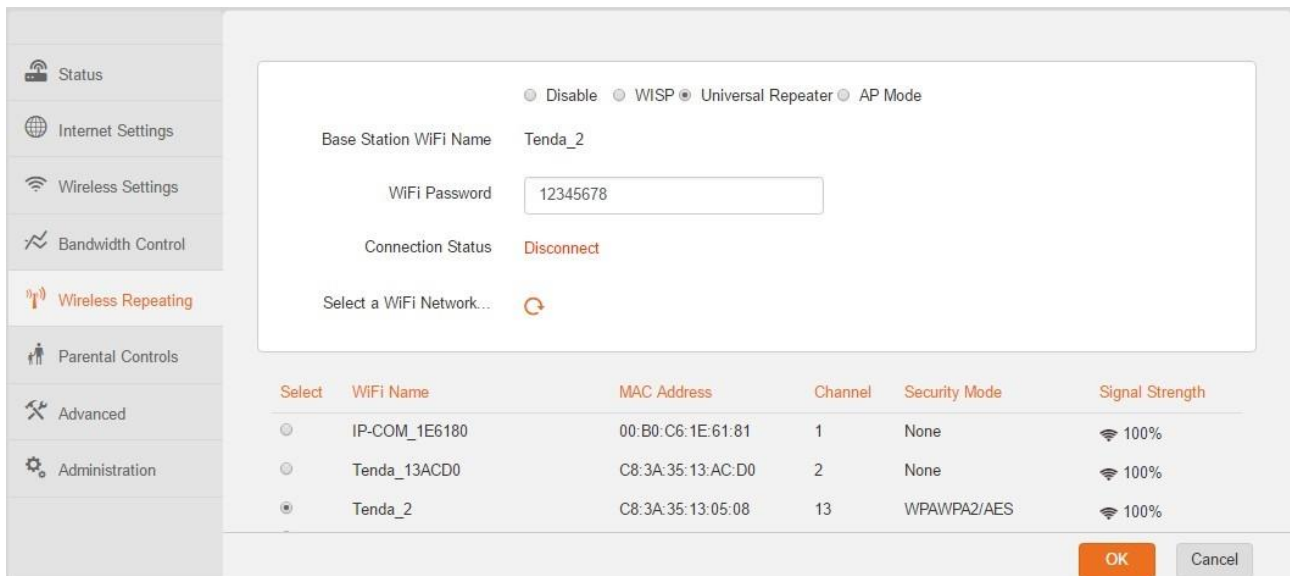 Status
Internet Settings
Wireless Settings
Bandwidth Control
Wireless Repeating
Parental Controls
Advanced
Administration
Disable WISP Universal Repeater AP Mode
Base Station WiFi Name Tenda_2
WiFi Password 12345678
Connection Status Disconnect
Select a WiFi Network...
Select WiFi Name MAC Address Channel Security Mode Signal Strength
IP-COM_1E6180 00:B0:C6:1E:61:81 1 None 100%
Tenda_13ACD0 C8:3A:35:13:AC:D0 2 None 100%
Tenda_2 C8:3A:35:13:05:08 13 WPAWPA2/AES 100%
OK Cancel